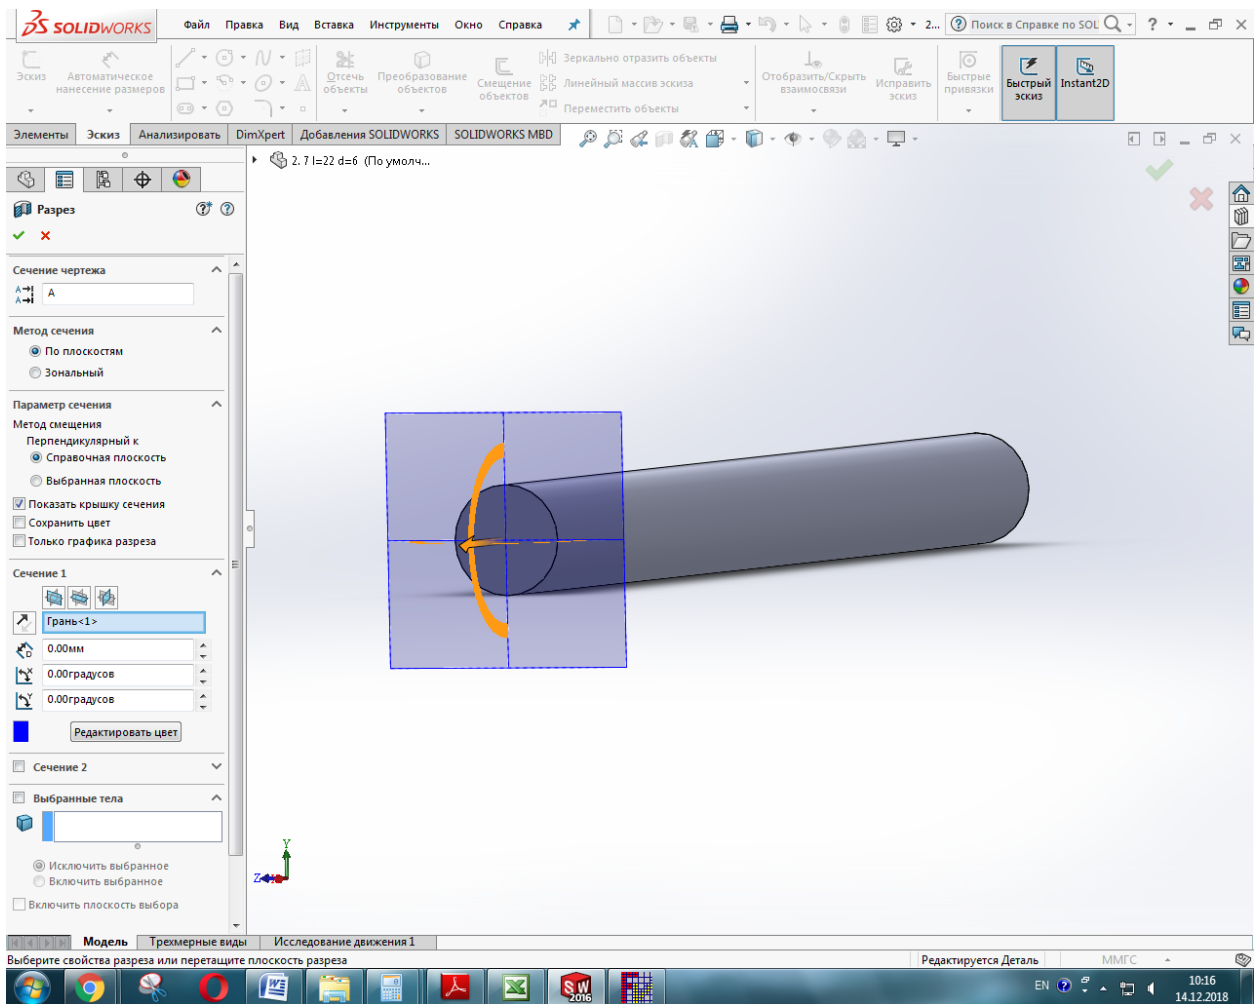 SOLIDWORKS Файл Правка Вид Вставка Инструменты Окно Справка 2... Поиск в Справке по SOL
Эскиз Автоматическое нанесение размеров Отсечь объекты Преобразование объектов Смещение объектов Зеркально отразить объекты
Линейный массив эскиза
Переместить объекты
Отобразить/Скрыть взаимосвязи Исправить эскиз Быстрые привязки Быстрый эскиз Instant2D
Элементы Эскиз Анализировать DimXpert Добавления SOLIDWORKS SOLIDWORKS MBD
2. 7 l=22 d=6 (По умолч...
Разрез
Сечение чертежа
A
Метод сечения
По плоскостям
Зональный
Параметр сечения
Метод смещения
Перпендикулярный к
Справочная плоскость
Выбранная плоскость
Показать крышку сечения
Сохранить цвет
Только графика разреза
Сечение 1
Грань<1>
0.00мм
0.00градусов
0.00градусов
Редактировать цвет
Сечение 2
Выбранные тела
Исключить выбранное
Включить выбранное
Включить плоскость выбора
Y
Z
Модель Трехмерные виды Исследование движения 1
Выберите свойства разреза или перетащите плоскость разреза Редактируется Деталь ММГС
EN 10:16
14.12.2018